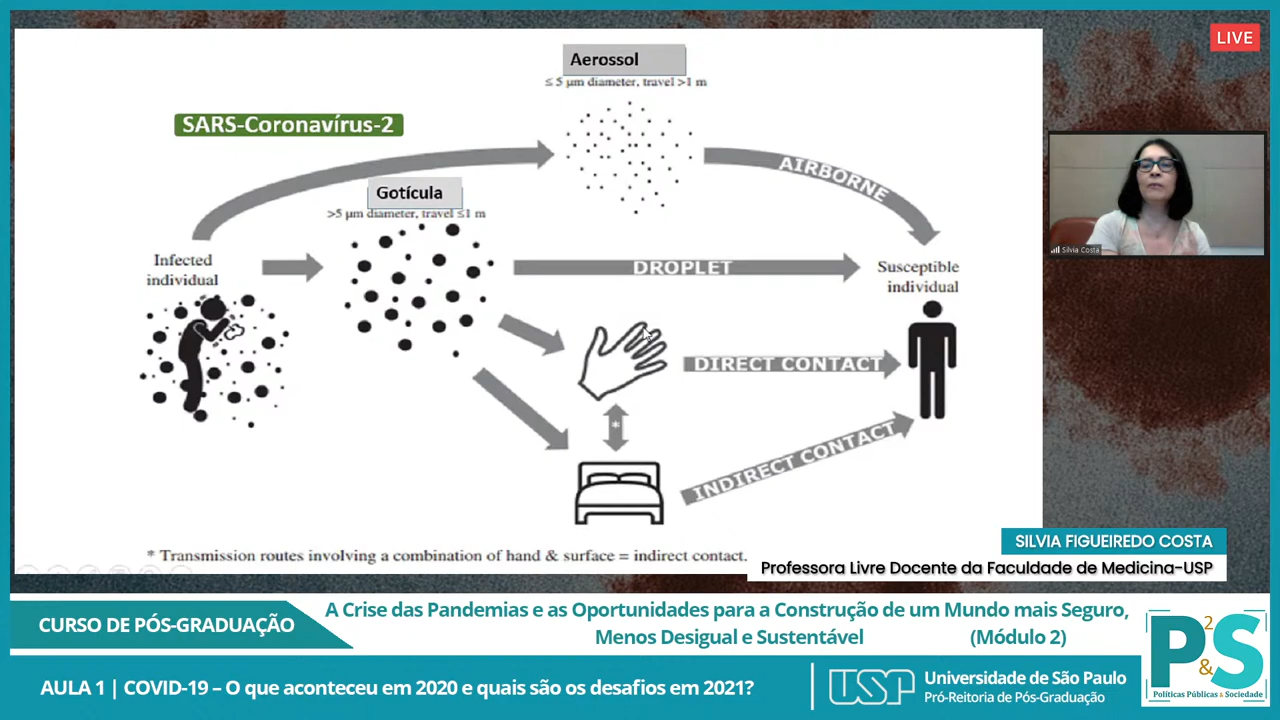 LIVE
Aerossol
≤ 5 µm diameter, travel >1 m
SARS-Coronavírus-2
AIRBORNE
Gotícula
>5 µm diameter, travel ≤1 m
Infected
individual
DROPLET
Susceptible
individual
DIRECT CONTACT
*
INDIRECT CONTACT
* Transmission routes involving a combination of hand & surface = indirect contact.
Silvia Costa
SILVIA FIGUEIREDO COSTA
Professora Livre Docente da Faculdade de Medicina-USP
CURSO DE PÓS-GRADUAÇÃO
A Crise das Pandemias e as Oportunidades para a Construção de um Mundo mais Seguro,
Menos Desigual e Sustentável (Módulo 2)
AULA 1 | COVID-19 – O que aconteceu em 2020 e quais são os desafios em 2021?
USP
Universidade de São Paulo
Pró-Reitoria de Pós-Graduação
P2&S
Políticas Públicas & Sociedade